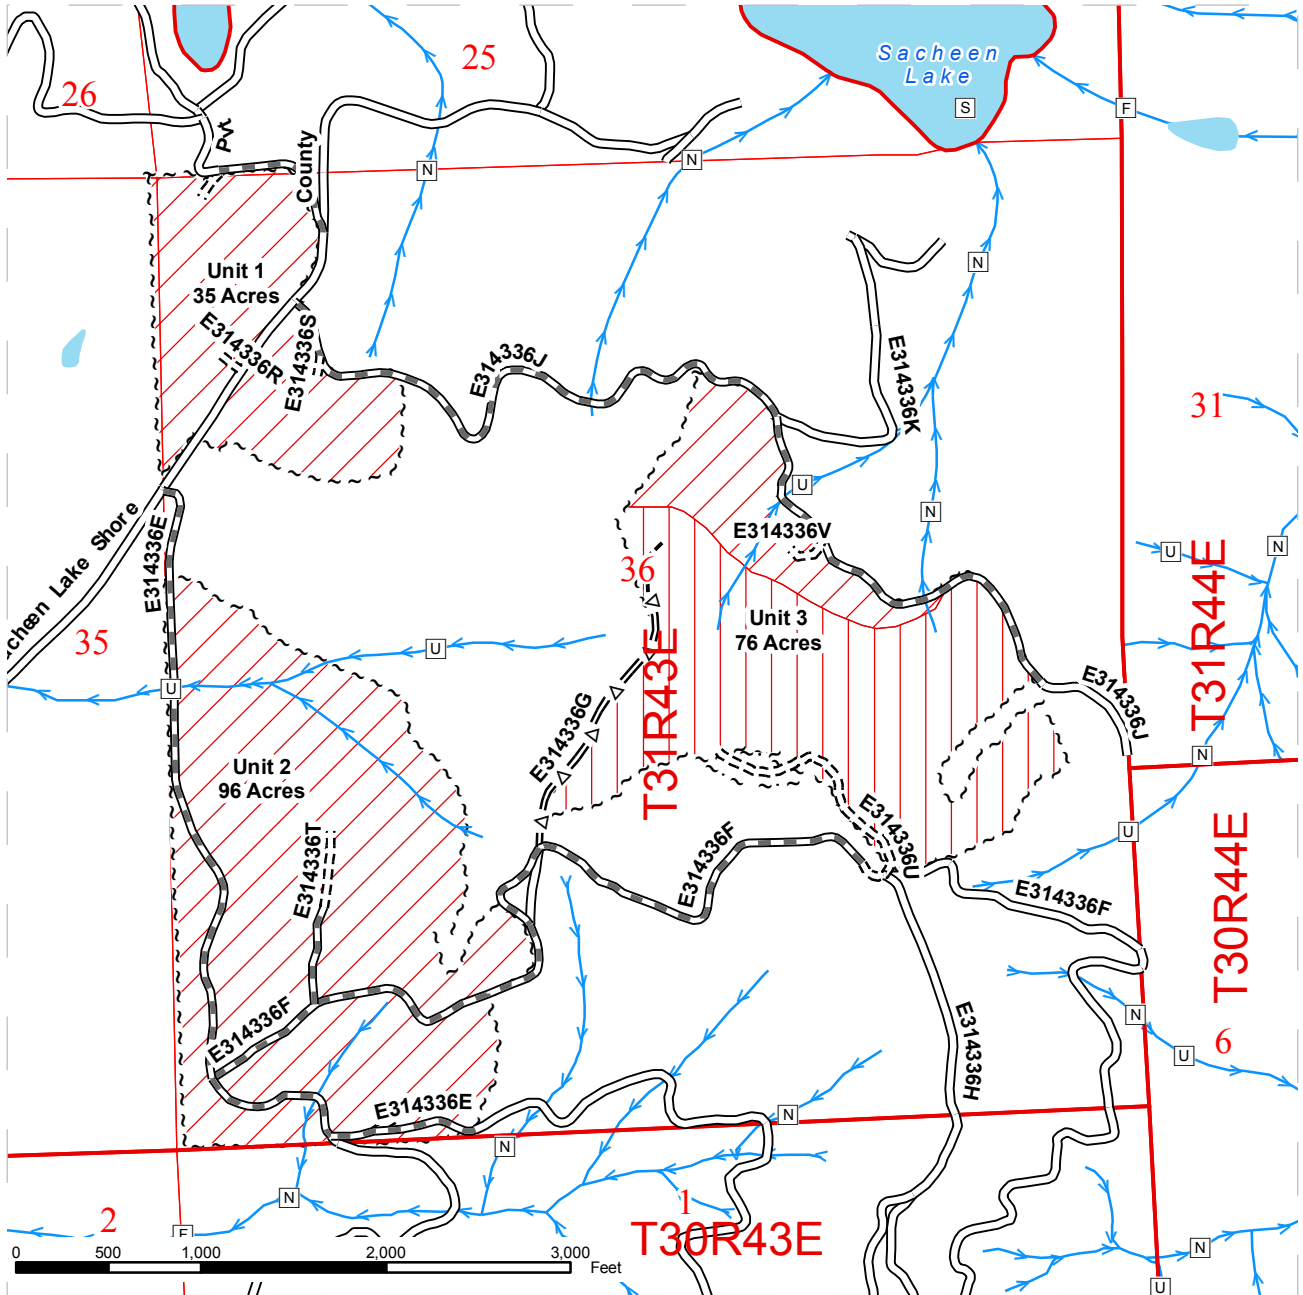 25
26
Sacheen
Lake
S
F
Pvt
County
N
N
N
Unit 1
35 Acres
E314336R
E314336S
E314336J
E314336K
31
U
N
E314336V
Sacheen Lake Shore
E314336E
36
U
N
T31R44E
35
U
U
Unit 3
76 Acres
T31R43E
E314336G
E314336J
N
Unit 2
96 Acres
E314336T
E314336F
E314336U
U
E314336F
T30R44E
E314336F
E314336H
N
U
6
E314336E
N
N
N
2
1
F
T30R43E
N
U
0 500 1,000 2,000 3,000
Feet